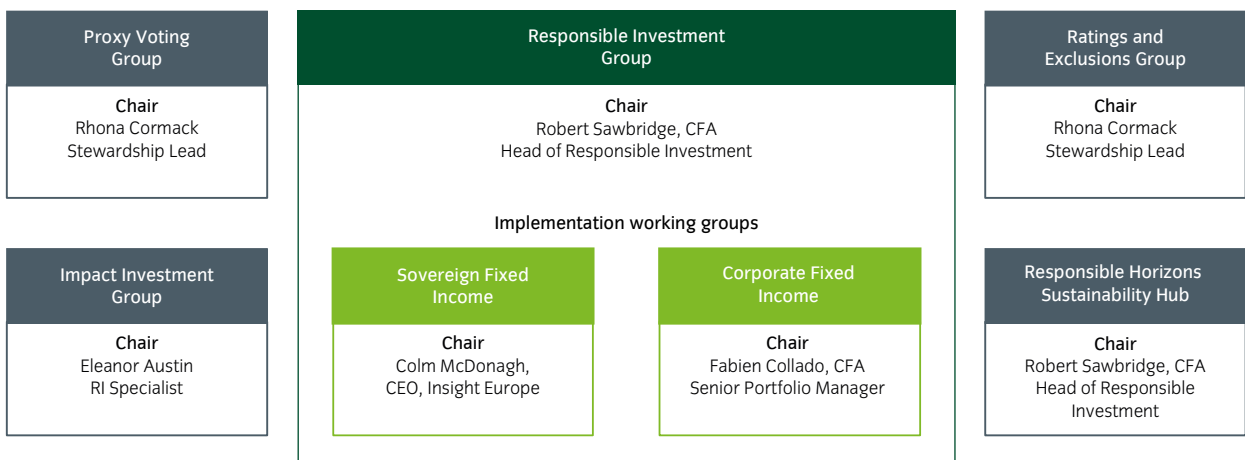 Proxy Voting
Group
Chair
Rhona Cormack
Stewardship Lead
Responsible Investment
Group
Chair
Robert Sawbridge, CFA
Head of Responsible Investment
Ratings and
Exclusions Group
Chair
Rhona Cormack
Stewardship Lead
Implementation working groups
Impact Investment
Group
Chair
Eleanor Austin
RI Specialist
Sovereign Fixed
Income
Chair
Colm McDonagh,
CEO, Insight Europe
Corporate Fixed
Income
Chair
Fabien Collado, CFA
Senior Portfolio Manager
Responsible Horizons
Sustainability Hub
Chair
Robert Sawbridge, CFA
Head of Responsible
Investment